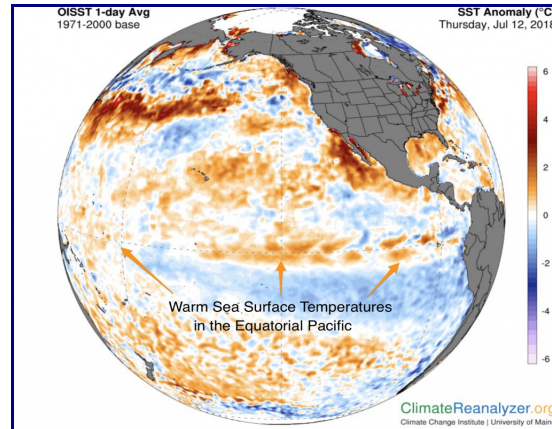 OISST 1-day Avg
1971-2000 base
SST Anomaly (°C
Thursday, Jul 12, 2018
6
4
2
0
-2
-4
-6
Warm Sea Surface Temperatures
in the Equatorial Pacific
ClimateReanalyzer.org
Climate Change Institute | University of Maine